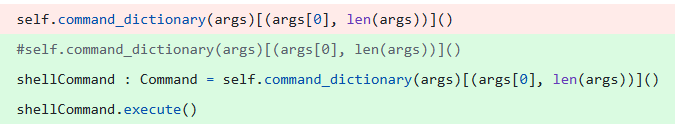 self.command_dictionary(args)[(args[0], len(args))]()
#self.command_dictionary(args)[(args[0], len(args))]()
shellCommand : Command = self.command_dictionary(args)[(args[0], len(args))]()
shellCommand.execute()